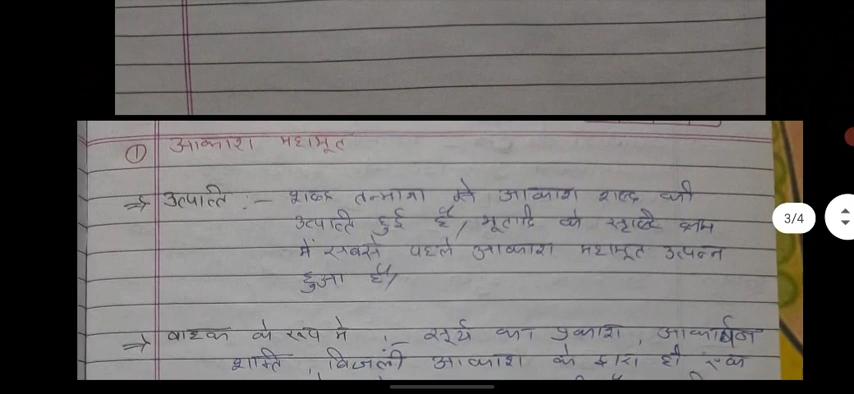 ① आकाश महाभूत
⇒ उत्पत्ति :- शब्द तन्मात्रा से आकाश शब्द की
उत्पत्ति हुई है, भूतादि के सृष्टि क्रम
में सबसे पहले आकाश महाभूत उत्पन्न
हुआ है,
⇒ वाहक के रूप में :- सूर्य का प्रकाश, आकर्षण
शक्ति, बिजली आकाश के द्वारा ही एक
3/4